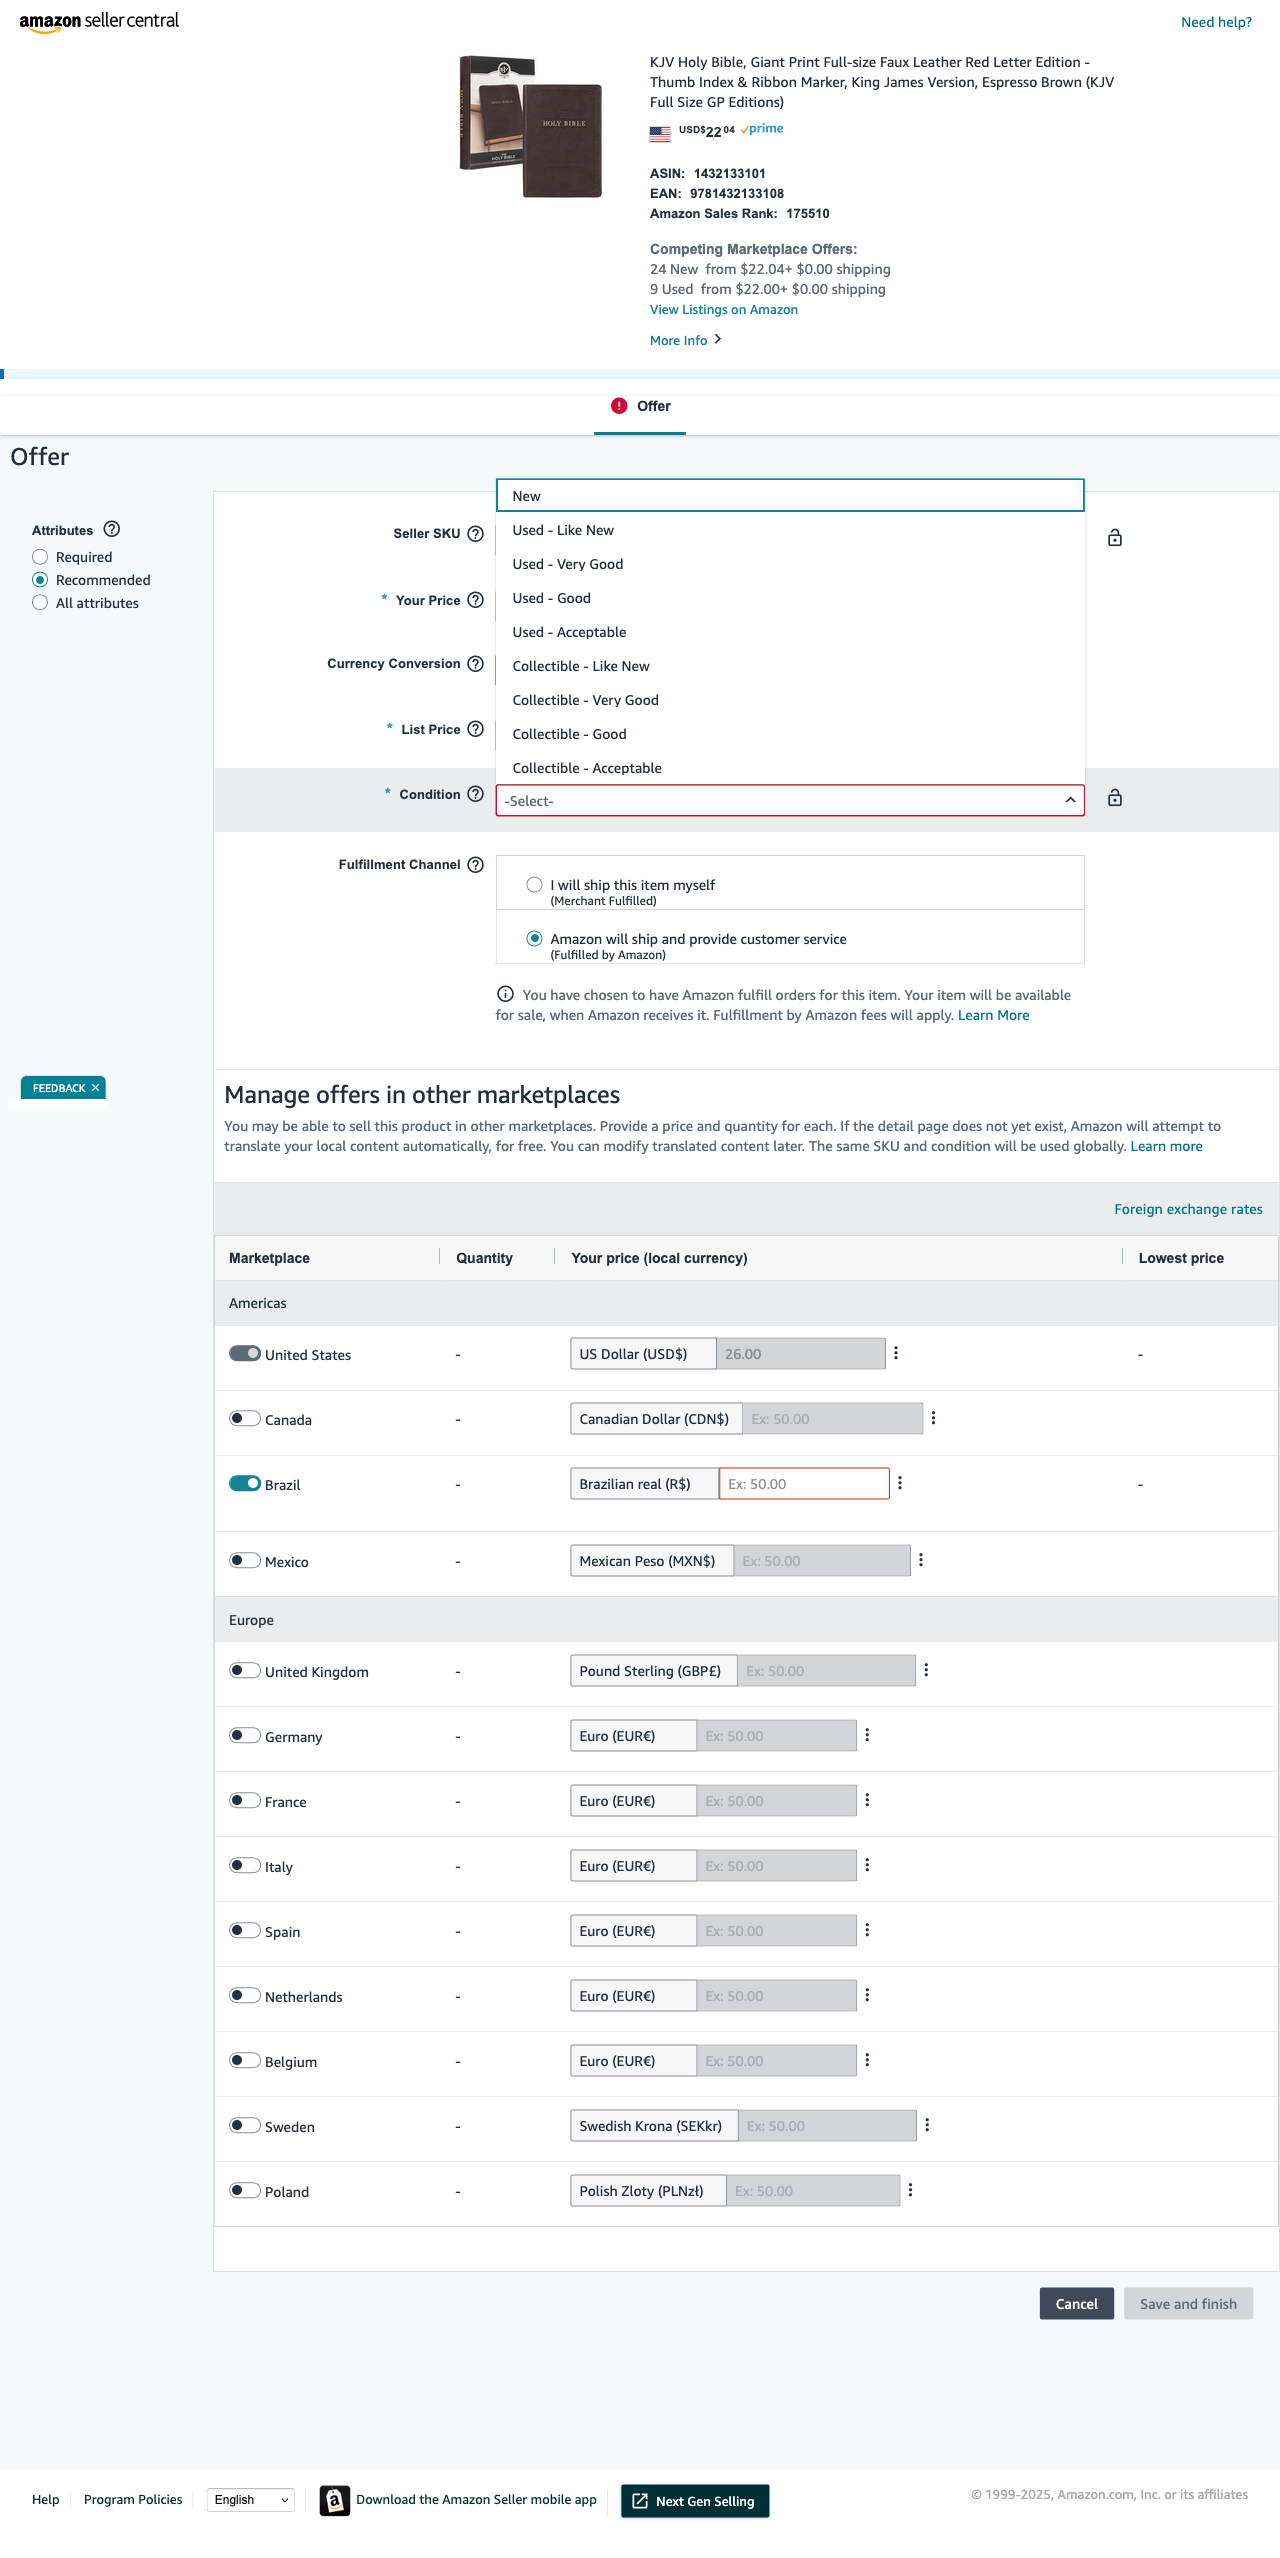 amazon seller central
Need help?
KJV Holy Bible, Giant Print Full-size Faux Leather Red Letter Edition -
Thumb Index & Ribbon Marker, King James Version, Espresso Brown (KJV
Full Size GP Editions)
HOLY BIBLE
HOLY BIBLE
HOLY BIBLE
USD$22 04 prime
ASIN: 1432133101
EAN: 9781432133108
Amazon Sales Rank: 175510
Competing Marketplace Offers:
24 New from $22.04+ $0.00 shipping
9 Used from $22.00+ $0.00 shipping
View Listings on Amazon
More Info
Offer
Offer
Attributes
Required
Recommended
All attributes
Seller SKU
* Your Price
Currency Conversion
* List Price
* Condition
New
Used - Like New
Used - Very Good
Used - Good
Used - Acceptable
Collectible - Like New
Collectible - Very Good
Collectible - Good
Collectible - Acceptable
-Select-
Fulfillment Channel
I will ship this item myself
(Merchant Fulfilled)
Amazon will ship and provide customer service
(Fulfilled by Amazon)
You have chosen to have Amazon fulfill orders for this item. Your item will be available
for sale, when Amazon receives it. Fulfillment by Amazon fees will apply. Learn More
FEEDBACK
Manage offers in other marketplaces
You may be able to sell this product in other marketplaces. Provide a price and quantity for each. If the detail page does not yet exist, Amazon will attempt to
translate your local content automatically, for free. You can modify translated content later. The same SKU and condition will be used globally. Learn more
Foreign exchange rates
Marketplace Quantity Your price (local currency) Lowest price
Americas
United States - US Dollar (USD$) 26.00 -
Canada - Canadian Dollar (CDN$) Ex: 50.00
Brazil - Brazilian real (R$) Ex: 50.00 -
Mexico - Mexican Peso (MXN$) Ex: 50.00
Europe
United Kingdom - Pound Sterling (GBP£) Ex: 50.00
Germany - Euro (EUR€) Ex: 50.00
France - Euro (EUR€) Ex: 50.00
Italy - Euro (EUR€) Ex: 50.00
Spain - Euro (EUR€) Ex: 50.00
Netherlands - Euro (EUR€) Ex: 50.00
Belgium - Euro (EUR€) Ex: 50.00
Sweden - Swedish Krona (SEKkr) Ex: 50.00
Poland - Polish Zloty (PLNzł) Ex: 50.00
Cancel Save and finish
Help Program Policies English Download the Amazon Seller mobile app Next Gen Selling
© 1999-2025, Amazon.com, Inc. or its affiliates